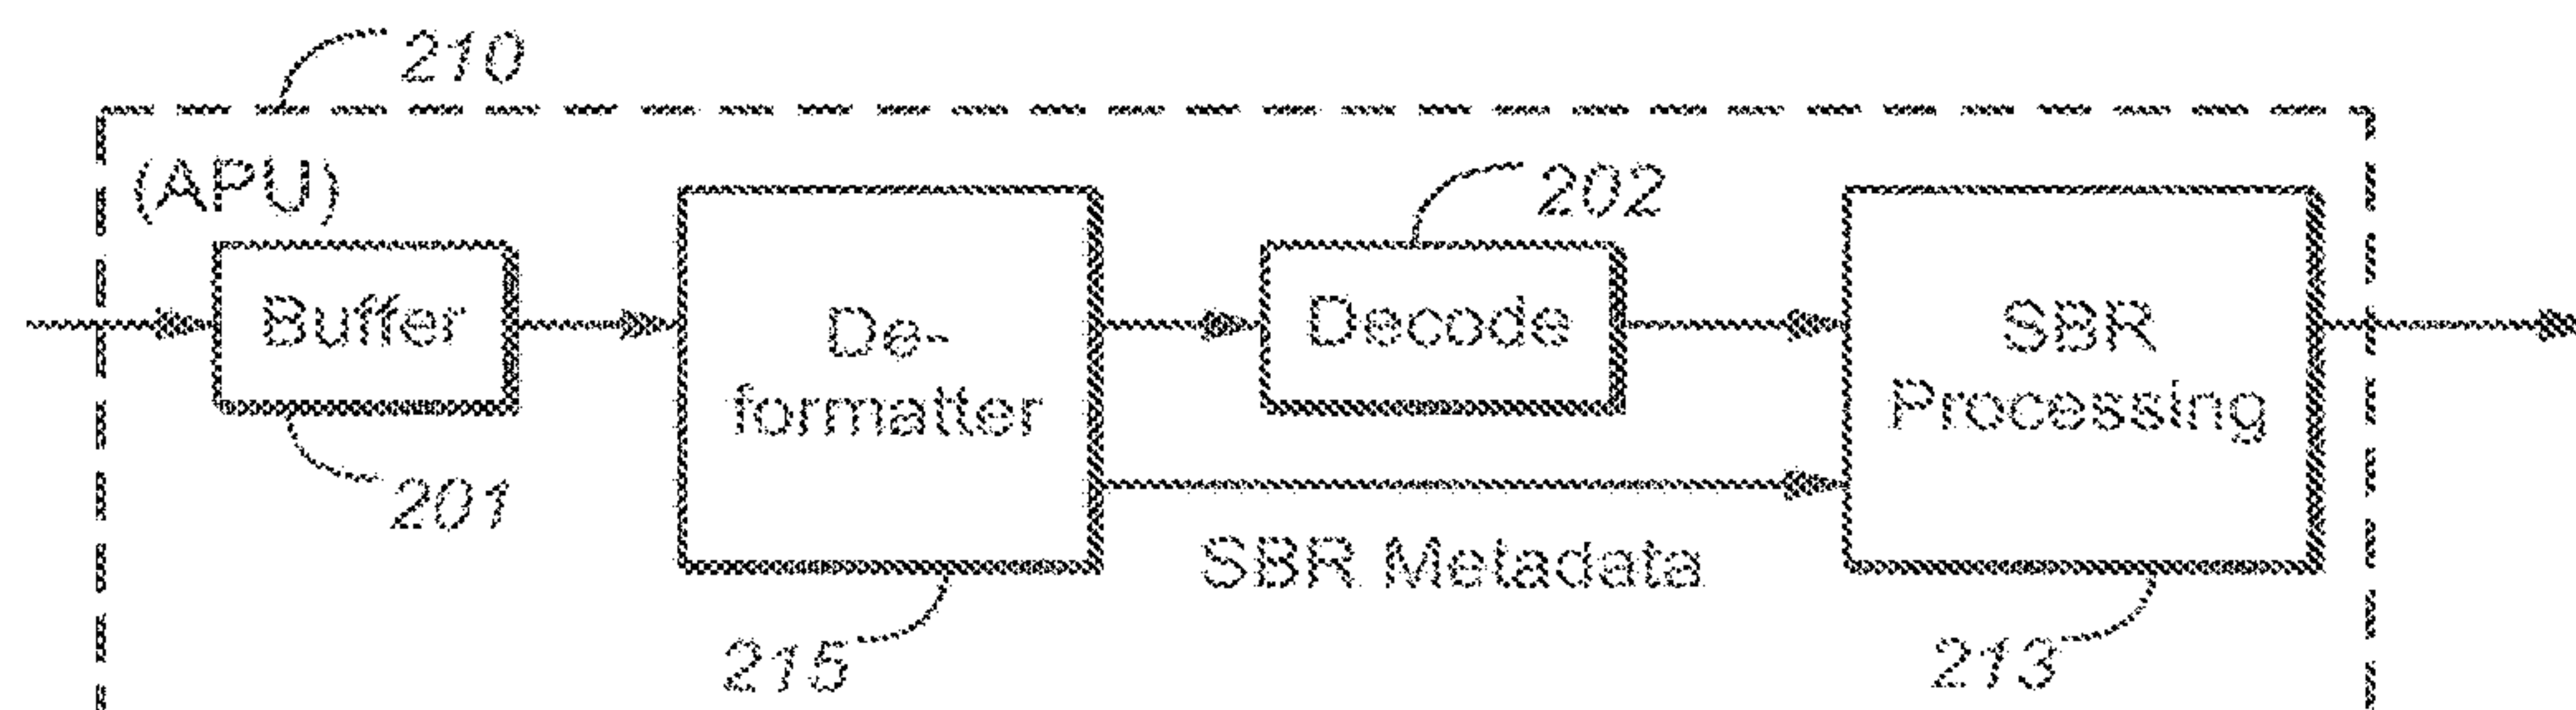 210
(APU)
202
Buffer
De-
formatter
Decode
SBR
Processing
201
SBR Metadata
215
213